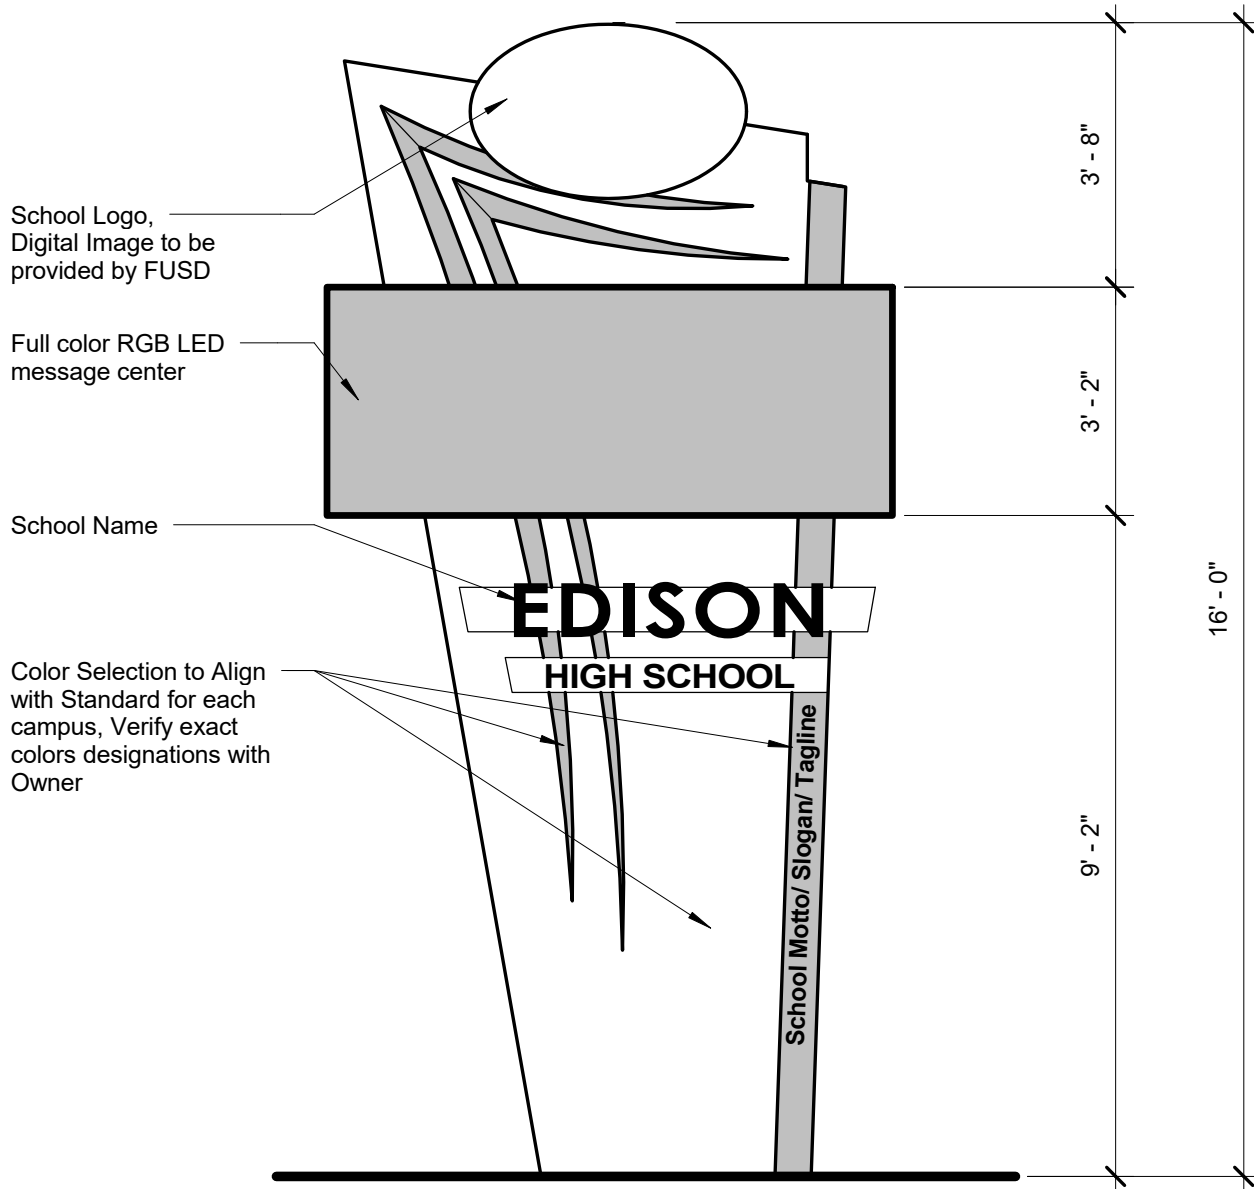 School Logo,
Digital Image to be
provided by FUSD
Full color RGB LED
message center
School Name
Color Selection to Align
with Standard for each
campus, Verify exact
colors designations with
Owner
EDISON
HIGH SCHOOL
School Motto/ Slogan/ Tagline
3' - 8"
3' - 2"
9' - 2"
16' - 0"